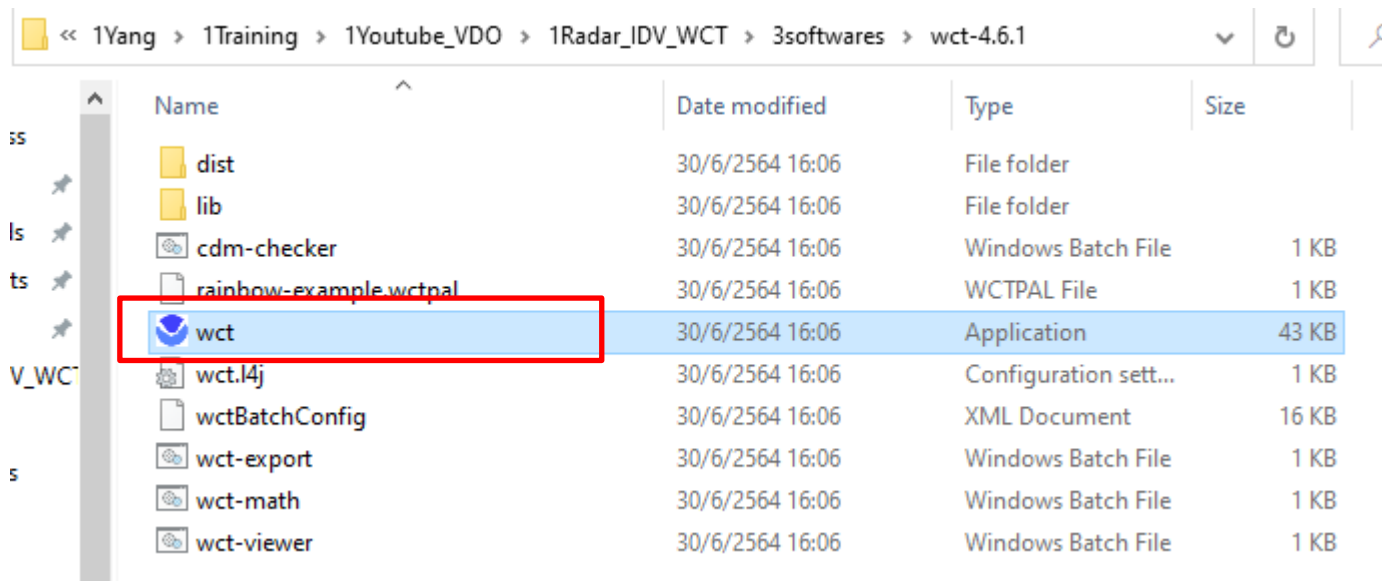 « 1Yang > 1Training > 1Youtube_VDO > 1Radar_IDV_WCT > 3softwares > wct-4.6.1
Name Date modified Type Size
ss
dist 30/6/2564 16:06 File folder
lib 30/6/2564 16:06 File folder
ls
cdm-checker 30/6/2564 16:06 Windows Batch File 1 KB
ts
rainbow-example.wctpal 30/6/2564 16:06 WCTPAL File 1 KB
wct 30/6/2564 16:06 Application 43 KB
V_WCT
wct.l4j 30/6/2564 16:06 Configuration sett... 1 KB
wctBatchConfig 30/6/2564 16:06 XML Document 16 KB
s
wct-export 30/6/2564 16:06 Windows Batch File 1 KB
wct-math 30/6/2564 16:06 Windows Batch File 1 KB
wct-viewer 30/6/2564 16:06 Windows Batch File 1 KB